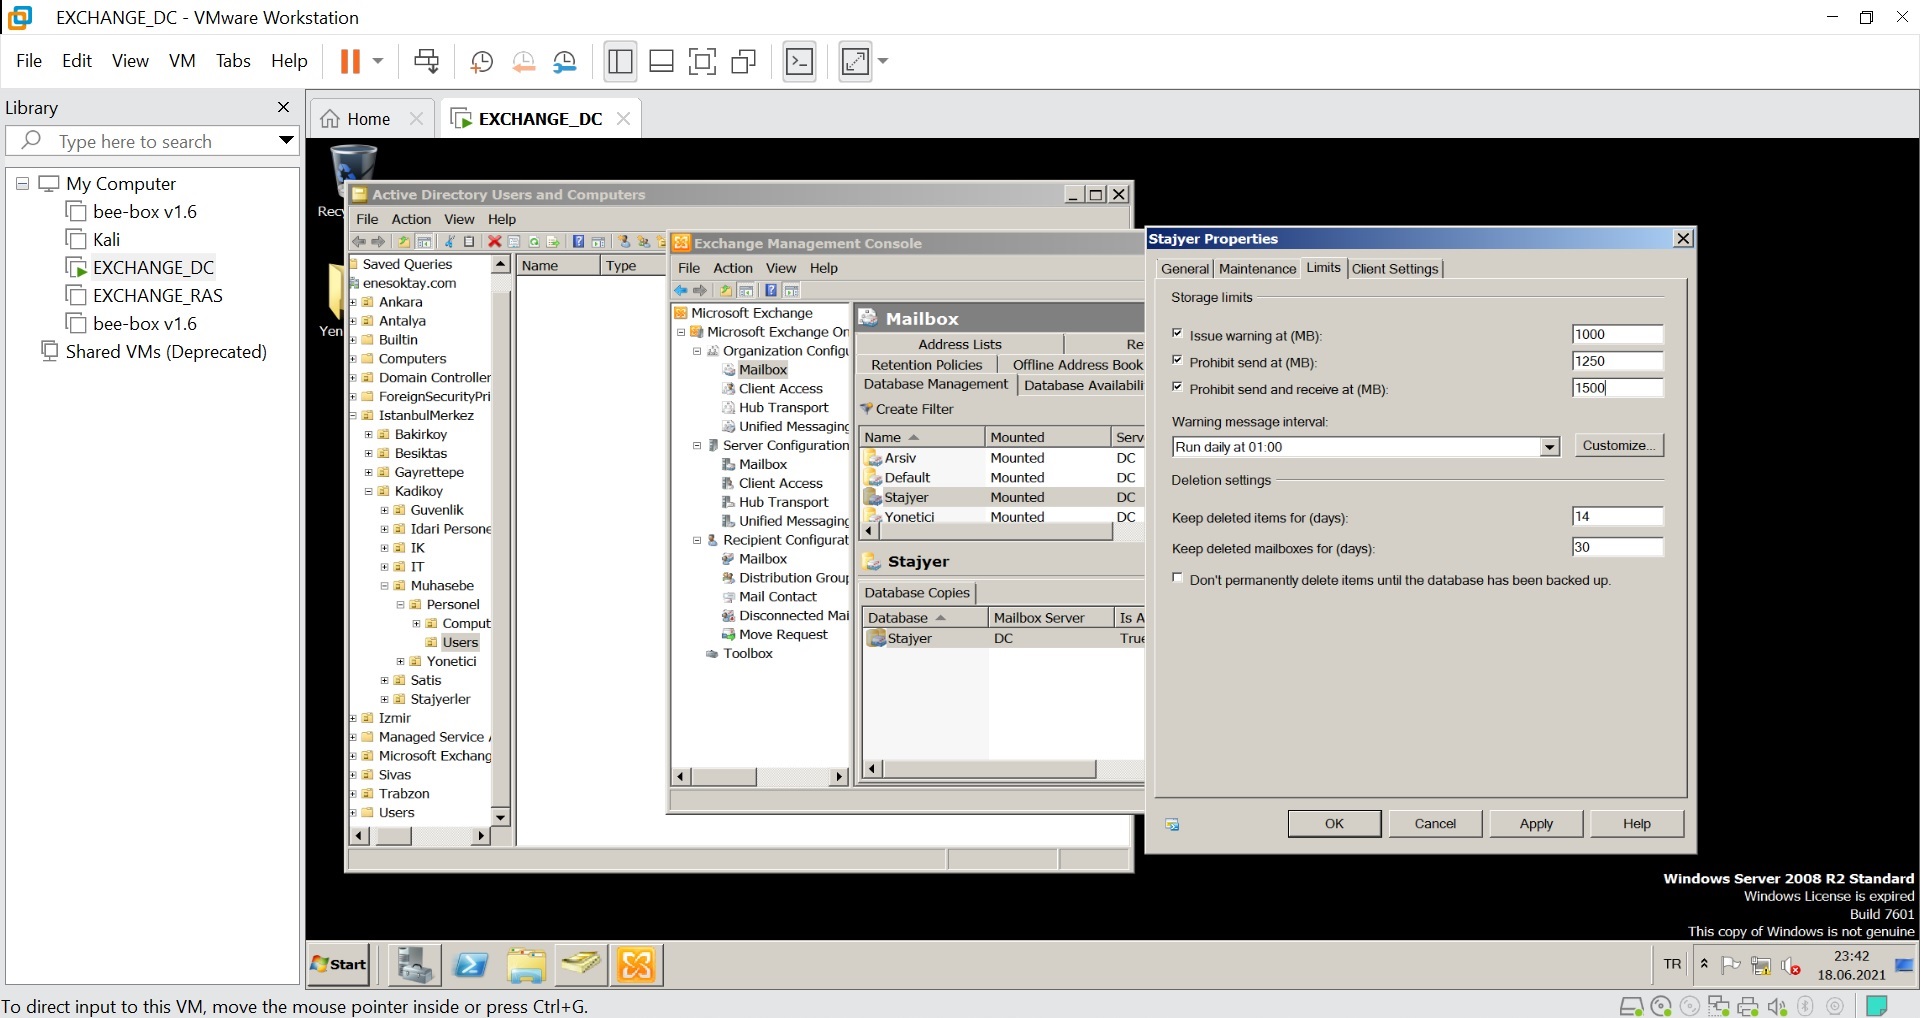 EXCHANGE_DC - VMware Workstation
File Edit View VM Tabs Help
Library
Type here to search
My Computer
bee-box v1.6
Kali
EXCHANGE_DC
EXCHANGE_RAS
bee-box v1.6
Shared VMs (Deprecated)
Home
EXCHANGE_DC
Active Directory Users and Computers
File Action View Help
Saved Queries
enesoktay.com
Ankara
Antalya
Builtin
Computers
Domain Controller
ForeignSecurityPri
IstanbulMerkez
Bakirkoy
Besiktas
Gayrettepe
Kadikoy
Guvenlik
Idari Persone
IK
IT
Muhasebe
Personel
Comput
Users
Yonetici
Satis
Stajyerler
Izmir
Managed Service
Microsoft Exchang
Sivas
Trabzon
Users
Name Type
Exchange Management Console
File Action View Help
Microsoft Exchange
Microsoft Exchange On
Organization Configu
Mailbox
Client Access
Hub Transport
Unified Messaging
Server Configuration
Mailbox
Client Access
Hub Transport
Unified Messaging
Recipient Configurat
Mailbox
Distribution Group
Mail Contact
Disconnected Mai
Move Request
Toolbox
Mailbox
Address Lists Re
Retention Policies Offline Address Book
Database Management Database Availabili
Create Filter
Name Mounted Serv
Arsiv Mounted DC
Default Mounted DC
Stajyer Mounted DC
Yonetici Mounted DC
Stajyer
Database Copies
Database Mailbox Server Is A
Stajyer DC True
Stajyer Properties
General Maintenance Limits Client Settings
Storage limits
Issue warning at (MB): 1000
Prohibit send at (MB): 1250
Prohibit send and receive at (MB): 1500
Warning message interval:
Run daily at 01:00 Customize...
Deletion settings
Keep deleted items for (days): 14
Keep deleted mailboxes for (days): 30
Don't permanently delete items until the database has been backed up.
OK Cancel Apply Help
Recy
Yen
Windows Server 2008 R2 Standard
Windows License is expired
Build 7601
This copy of Windows is not genuine
Start
TR
23:42
18.06.2021
To direct input to this VM, move the mouse pointer inside or press Ctrl+G.